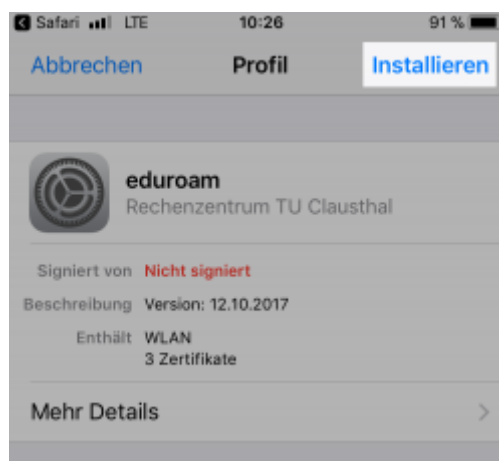 Safari LTE 10:26 91 %
Abbrechen Profil Installieren
eduroam
Rechenzentrum TU Clausthal
Signiert von Nicht signiert
Beschreibung Version: 12.10.2017
Enthält WLAN
3 Zertifikate
Mehr Details